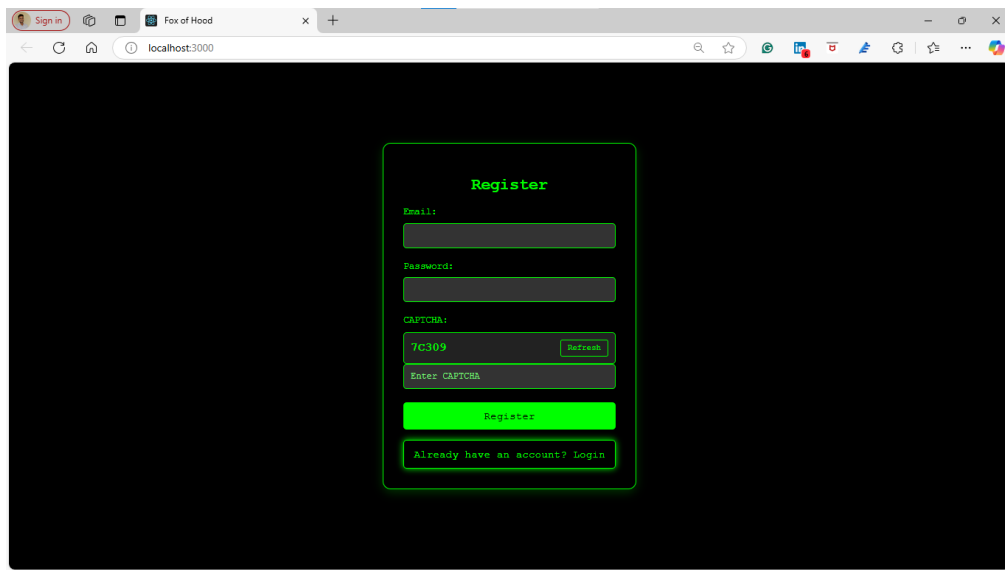 Sign in
Fox of Hood
localhost:3000
6
Register
Email:
Password:
CAPTCHA:
7C309
Refresh
Enter CAPTCHA
Register
Already have an account? Login